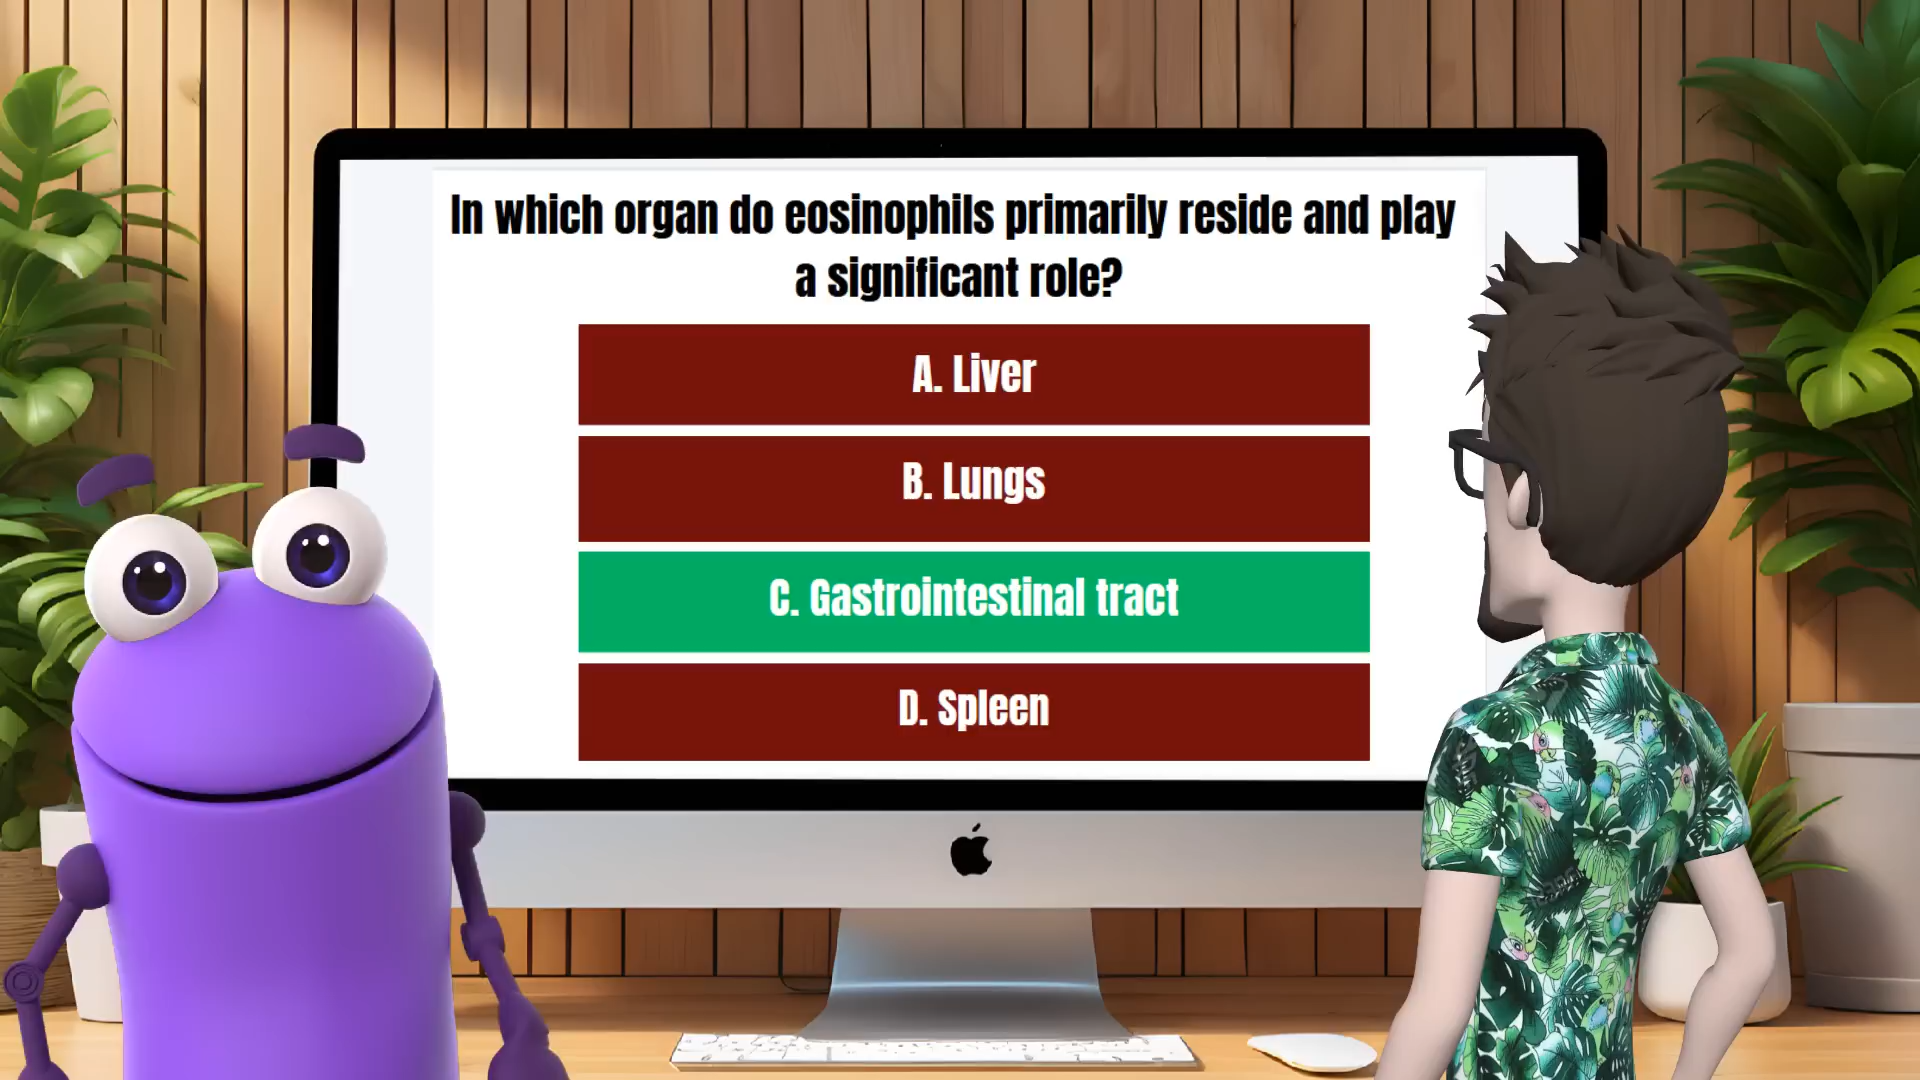 In which organ do eosinophils primarily reside and play
a significant role?
A. Liver
B. Lungs
C. Gastrointestinal tract
D. Spleen